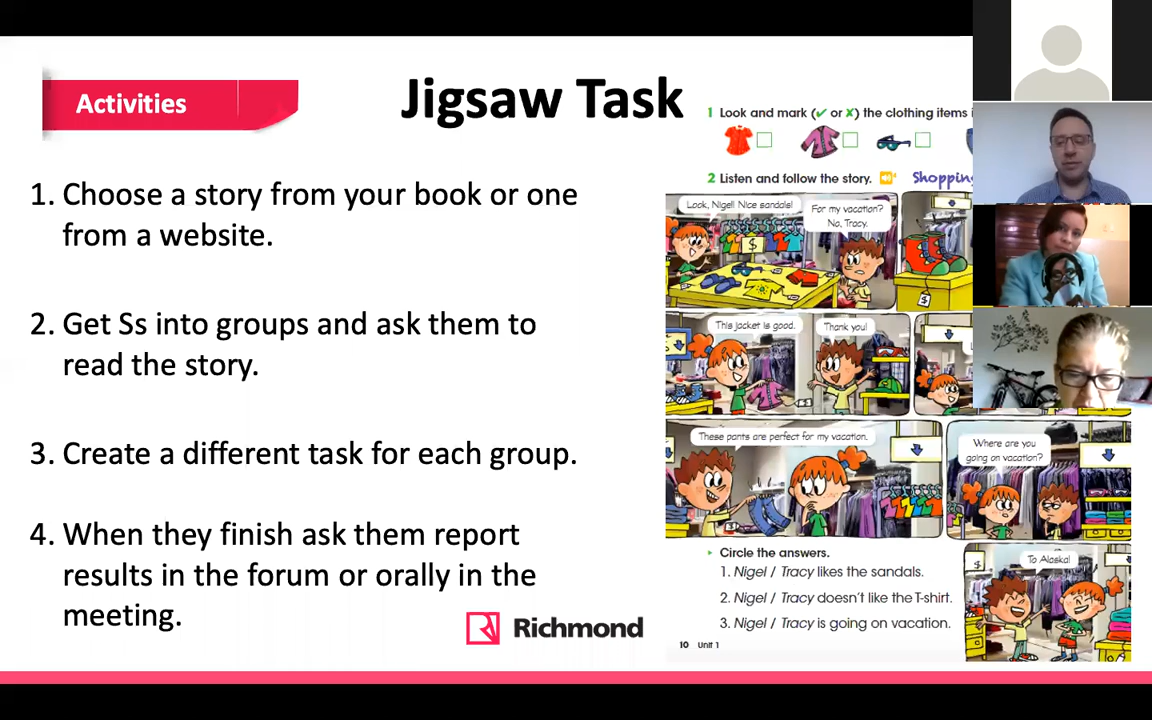 Activities
Jigsaw Task
1. Choose a story from your book or one
from a website.
2. Get Ss into groups and ask them to
read the story.
3. Create a different task for each group.
4. When they finish ask them report
results in the forum or orally in the
meeting.
Richmond
1 Look and mark (✔ or ✘) the clothing items
2 Listen and follow the story.
Look, Nigel! Nice sandals!
For my vacation?
No, Tracy.
$
$
This jacket is good.
Thank you!
These pants are perfect for my vacation.
Where are you
going on vacation?
To Alaska!
Circle the answers.
1. Nigel / Tracy likes the sandals.
2. Nigel / Tracy doesn't like the T-shirt.
3. Nigel / Tracy is going on vacation.
10 Unit 1